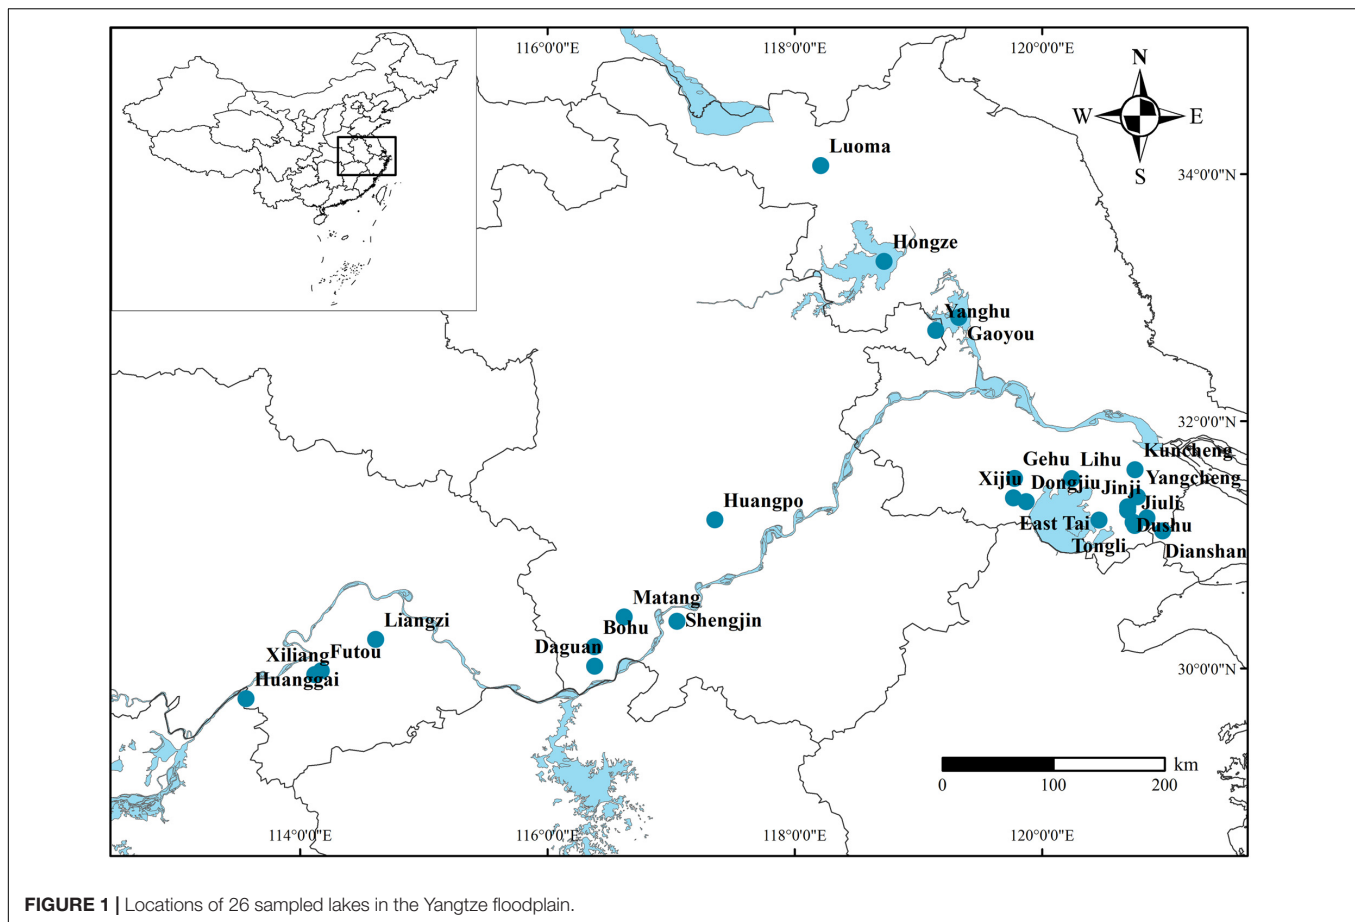 116°0'0"E
118°0'0"E
120°0'0"E
N
W
E
S
Luoma
34°0'0"N
Hongze
Yanghu
Gaoyou
32°0'0"N
Kuncheng
Gehu
Lihu
Xijiu
Dongjiu
Jinji
Yangcheng
Jiuli
Huangpo
East Tai
Dushu
Tongli
Dianshan
Matang
Shengjin
Liangzi
Bohu
Daguan
Xiliang
Futou
Huanggai
30°0'0"N
km
0
100
200
114°0'0"E
116°0'0"E
118°0'0"E
120°0'0"E
FIGURE 1 | Locations of 26 sampled lakes in the Yangtze floodplain.